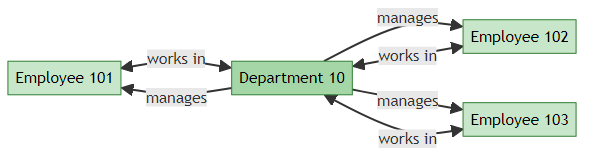 manages
Employee 102
works in
works in
Employee 101
Department 10
manages
manages
Employee 103
works in